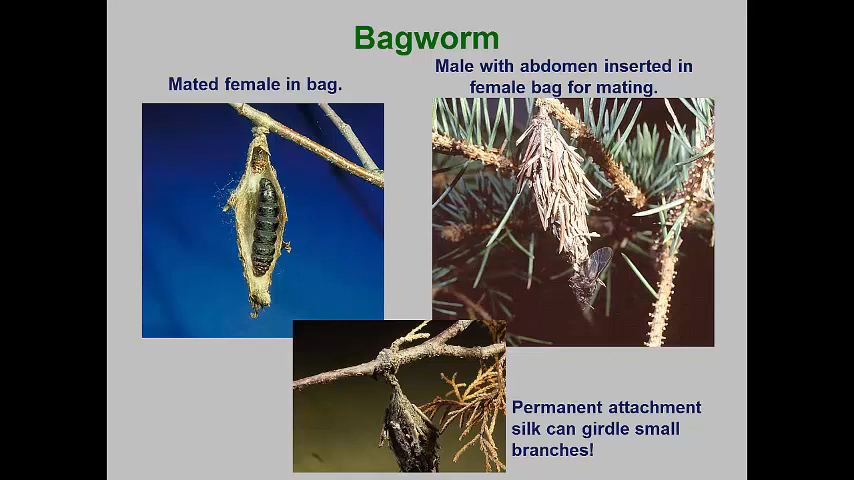 Bagworm
Mated female in bag.
Male with abdomen inserted in
female bag for mating.
Permanent attachment
silk can girdle small
branches!